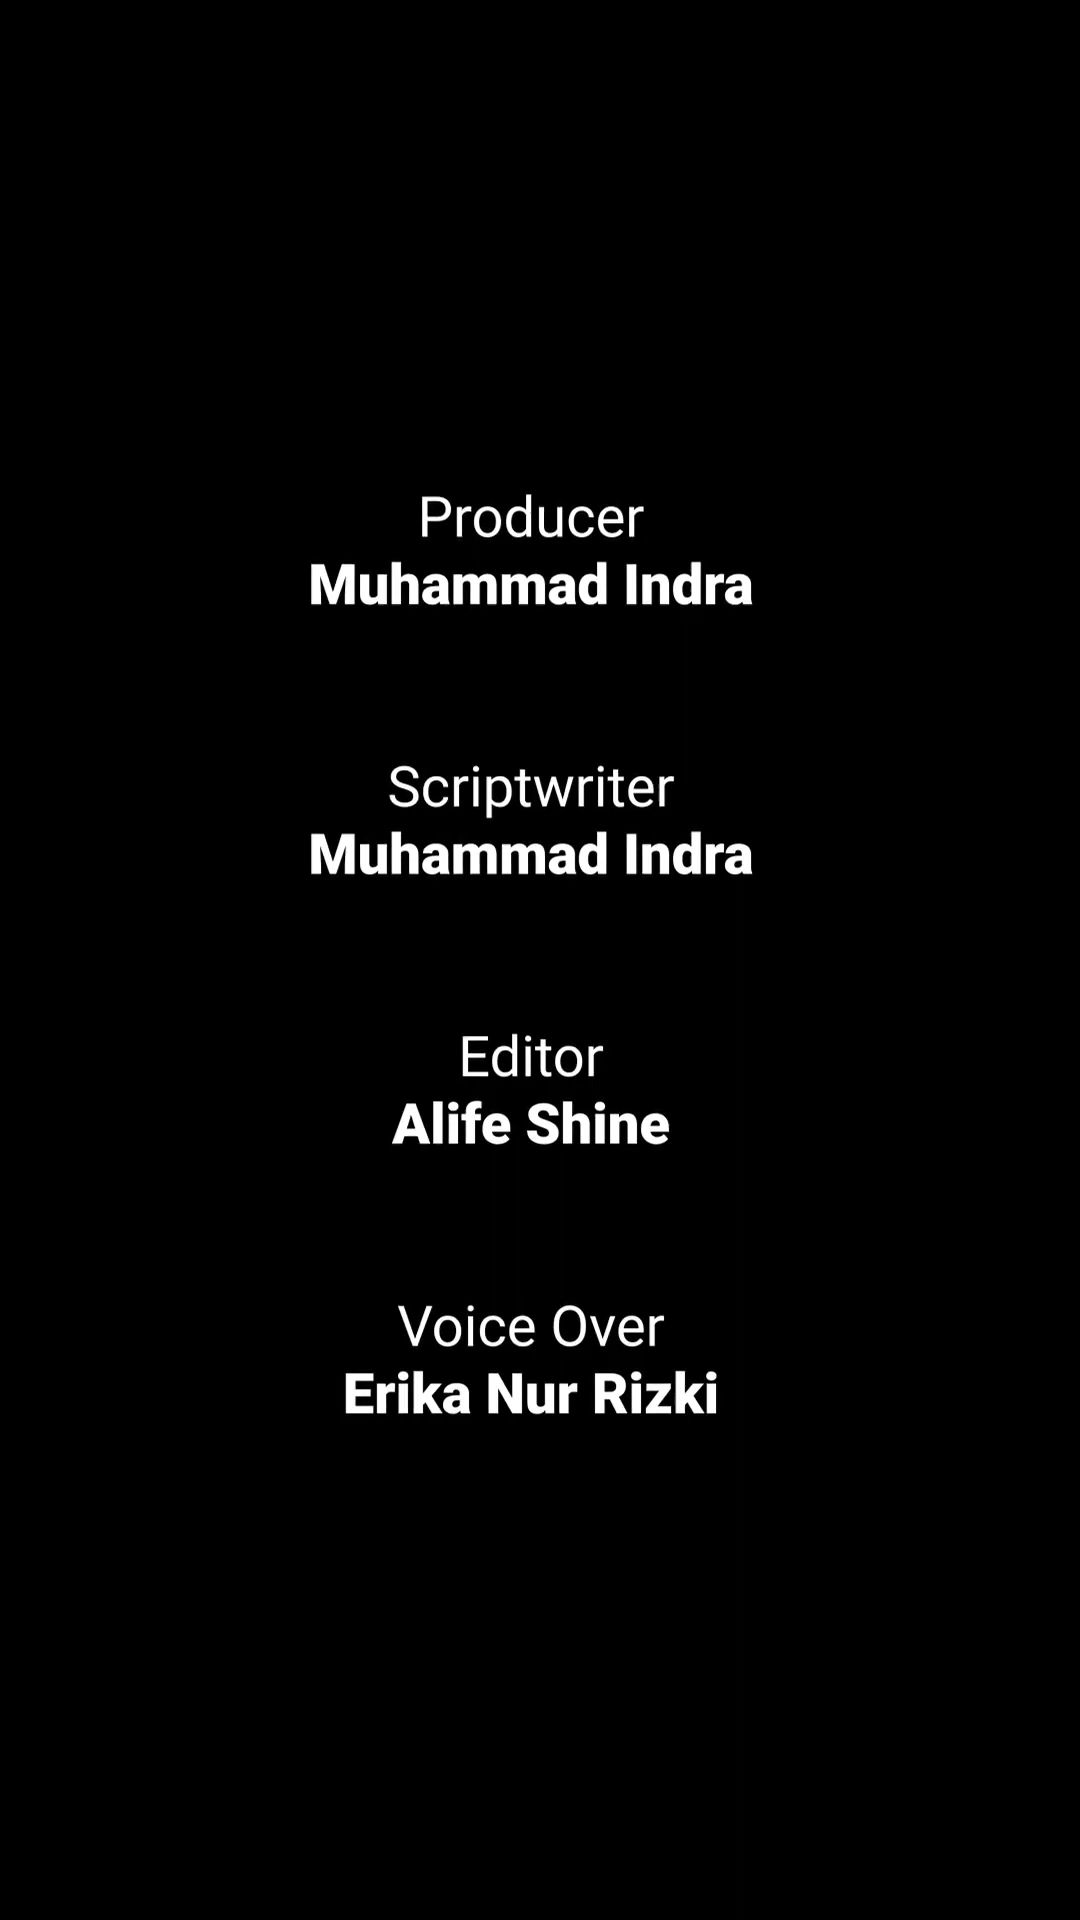 Producer
Muhammad Indra
Scriptwriter
Muhammad Indra
Editor
Alife Shine
Voice Over
Erika Nur Rizki